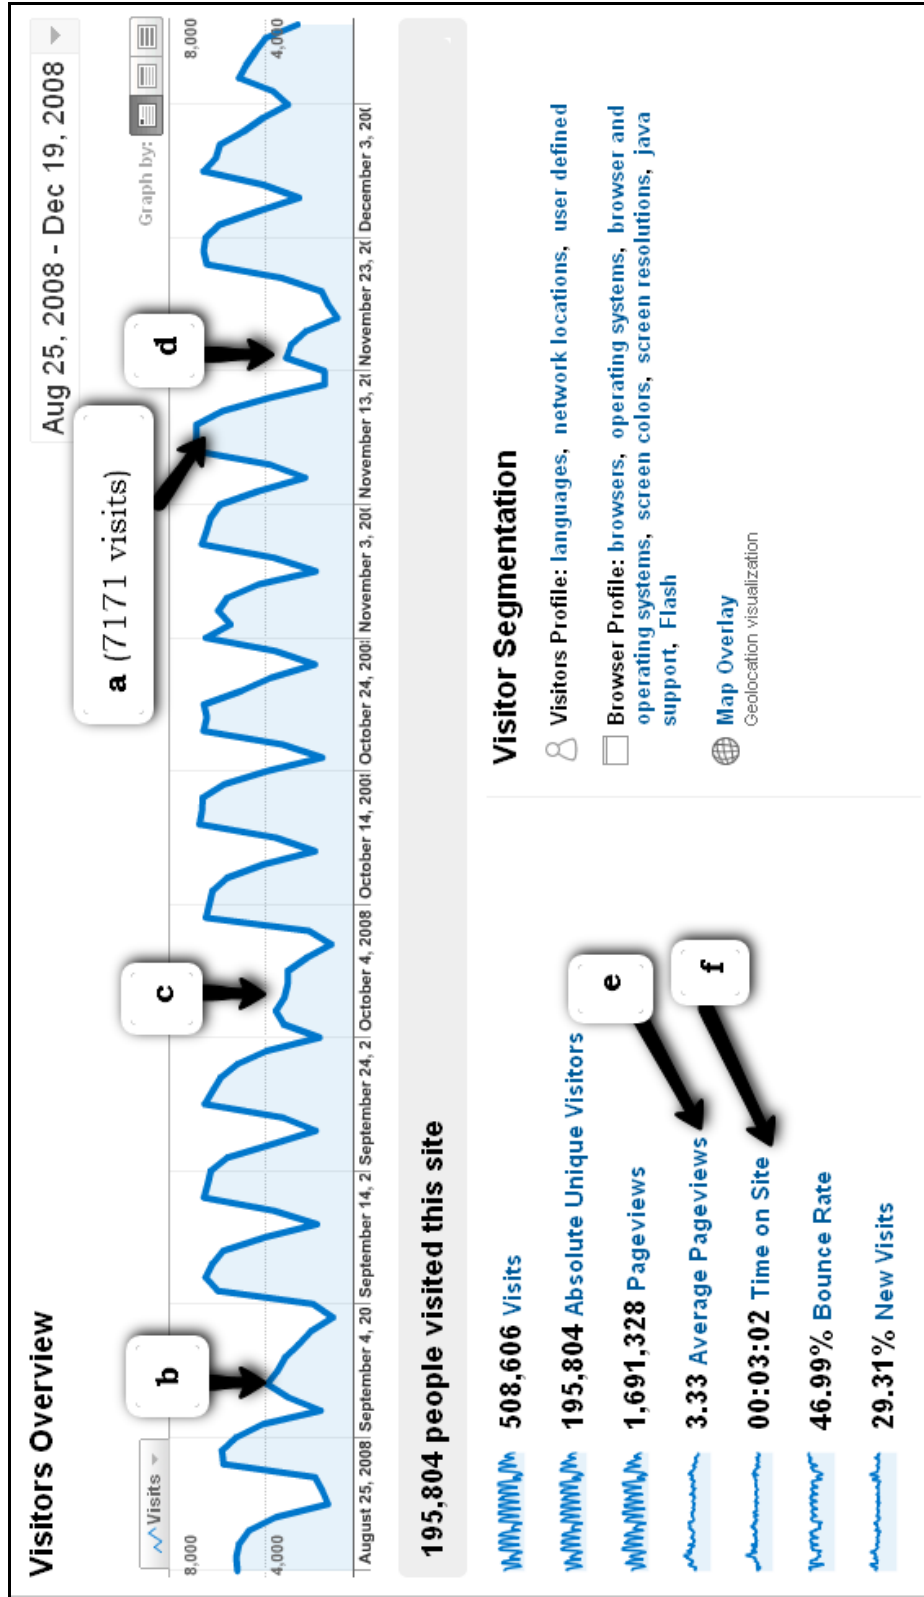 Visitors Overview
Aug 25, 2008 - Dec 19, 2008
Visits
Graph by:
a (7171 visits)
b
c
d
8,000
8,000
4,000
4,000
August 25, 2008
September 4, 20
September 14, 2
September 24, 2
October 4, 2008
October 14, 2008
October 24, 2008
November 3, 200
November 13, 20
November 23, 20
December 3, 200
195,804 people visited this site
508,606 Visits
195,804 Absolute Unique Visitors
1,691,328 Pageviews
3.33 Average Pageviews
00:03:02 Time on Site
46.99% Bounce Rate
29.31% New Visits
e
f
Visitor Segmentation
Visitors Profile: languages, network locations, user defined
Browser Profile: browsers, operating systems, browser and
operating systems, screen colors, screen resolutions, java
support, Flash
Map Overlay
Geolocation visualization